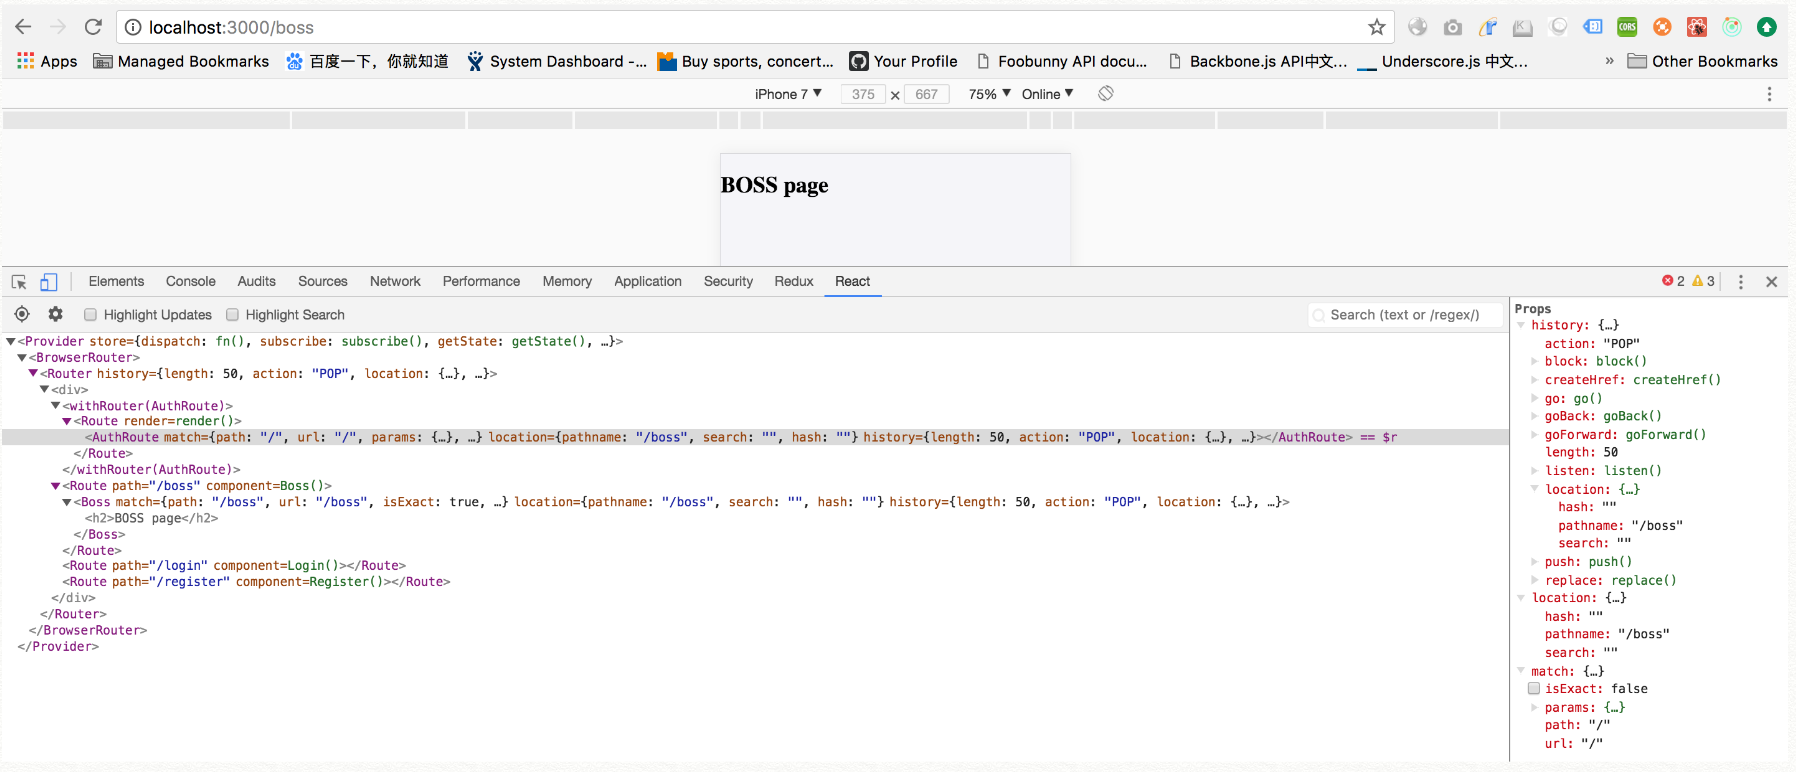 localhost:3000/boss
Apps Managed Bookmarks 百度一下，你就知道 System Dashboard -... Buy sports, concert... Your Profile Foobunny API docu... Backbone.js API中文... Underscore.js 中文... » Other Bookmarks
iPhone 7 ▼ 375 × 667 75% ▼ Online ▼
BOSS page
Elements Console Audits Sources Network Performance Memory Application Security Redux React 2 3
Highlight Updates Highlight Search Search (text or /regex/)
▼<Provider store={dispatch: fn(), subscribe: subscribe(), getState: getState(), …}>
▼<BrowserRouter>
▼<Router history={length: 50, action: "POP", location: {…}, …}>
▼<div>
▼<withRouter(AuthRoute)>
▼<Route render=render()>
<AuthRoute match={path: "/", url: "/", params: {…}, …} location={pathname: "/boss", search: "", hash: ""} history={length: 50, action: "POP", location: {…}, …}></AuthRoute> == $r
</Route>
</withRouter(AuthRoute)>
▼<Route path="/boss" component=Boss()>
▼<Boss match={path: "/boss", url: "/boss", isExact: true, …} location={pathname: "/boss", search: "", hash: ""} history={length: 50, action: "POP", location: {…}, …}>
<h2>BOSS page</h2>
</Boss>
</Route>
<Route path="/login" component=Login()></Route>
<Route path="/register" component=Register()></Route>
</div>
</Router>
</BrowserRouter>
</Provider>
Props
history: {…}
action: "POP"
block: block()
createHref: createHref()
go: go()
goBack: goBack()
goForward: goForward()
length: 50
listen: listen()
location: {…}
hash: ""
pathname: "/boss"
search: ""
push: push()
replace: replace()
location: {…}
hash: ""
pathname: "/boss"
search: ""
match: {…}
isExact: false
params: {…}
path: "/"
url: "/"